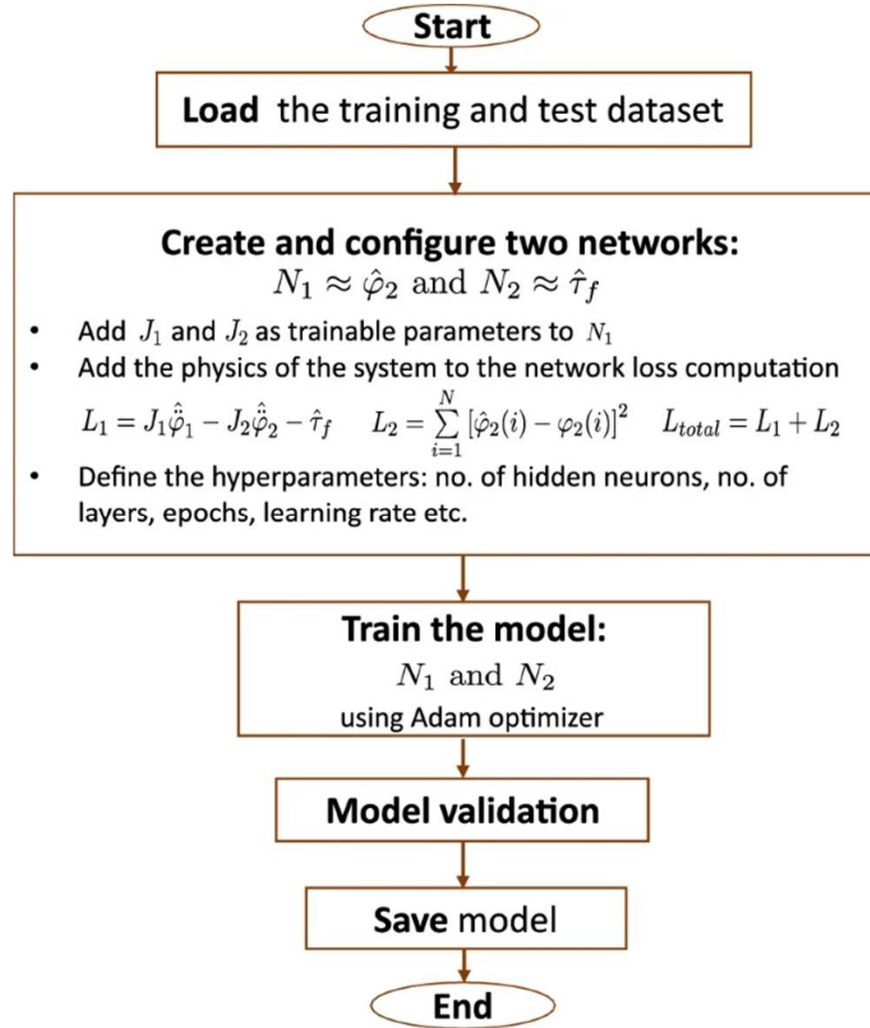 Start
Load the training and test dataset
Create and configure two networks:
N₁ ≈ φ̂₂ and N₂ ≈ τ̂_f
• Add J₁ and J₂ as trainable parameters to N₁
• Add the physics of the system to the network loss computation
L₁ = J₁φ̈̂₁ − J₂φ̈̂₂ − τ̂_f L₂ = ∑_{i=1}^{N} [φ̂₂(i) − φ₂(i)]² L_total = L₁ + L₂
• Define the hyperparameters: no. of hidden neurons, no. of
layers, epochs, learning rate etc.
Train the model:
N₁ and N₂
using Adam optimizer
Model validation
Save model
End